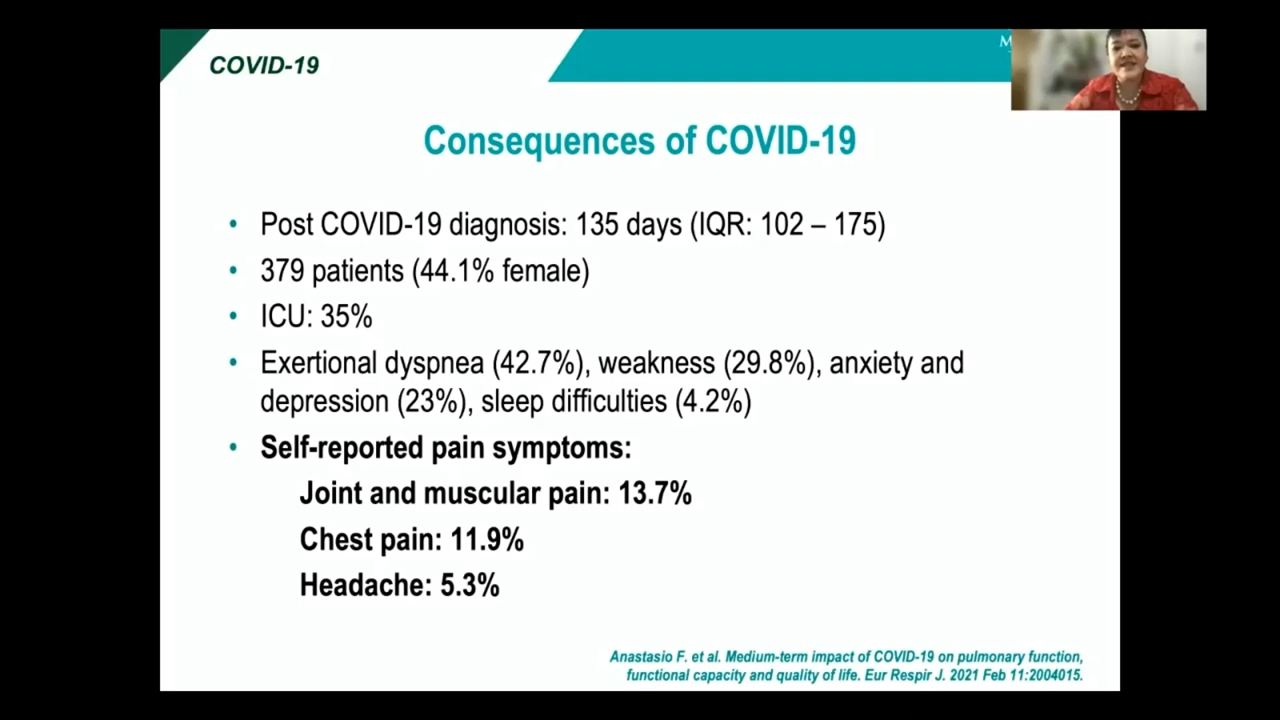 COVID-19
M
Consequences of COVID-19
• Post COVID-19 diagnosis: 135 days (IQR: 102 – 175)
• 379 patients (44.1% female)
• ICU: 35%
• Exertional dyspnea (42.7%), weakness (29.8%), anxiety and
depression (23%), sleep difficulties (4.2%)
• Self-reported pain symptoms:
Joint and muscular pain: 13.7%
Chest pain: 11.9%
Headache: 5.3%
Anastasio F. et al. Medium-term impact of COVID-19 on pulmonary function,
functional capacity and quality of life. Eur Respir J. 2021 Feb 11:2004015.